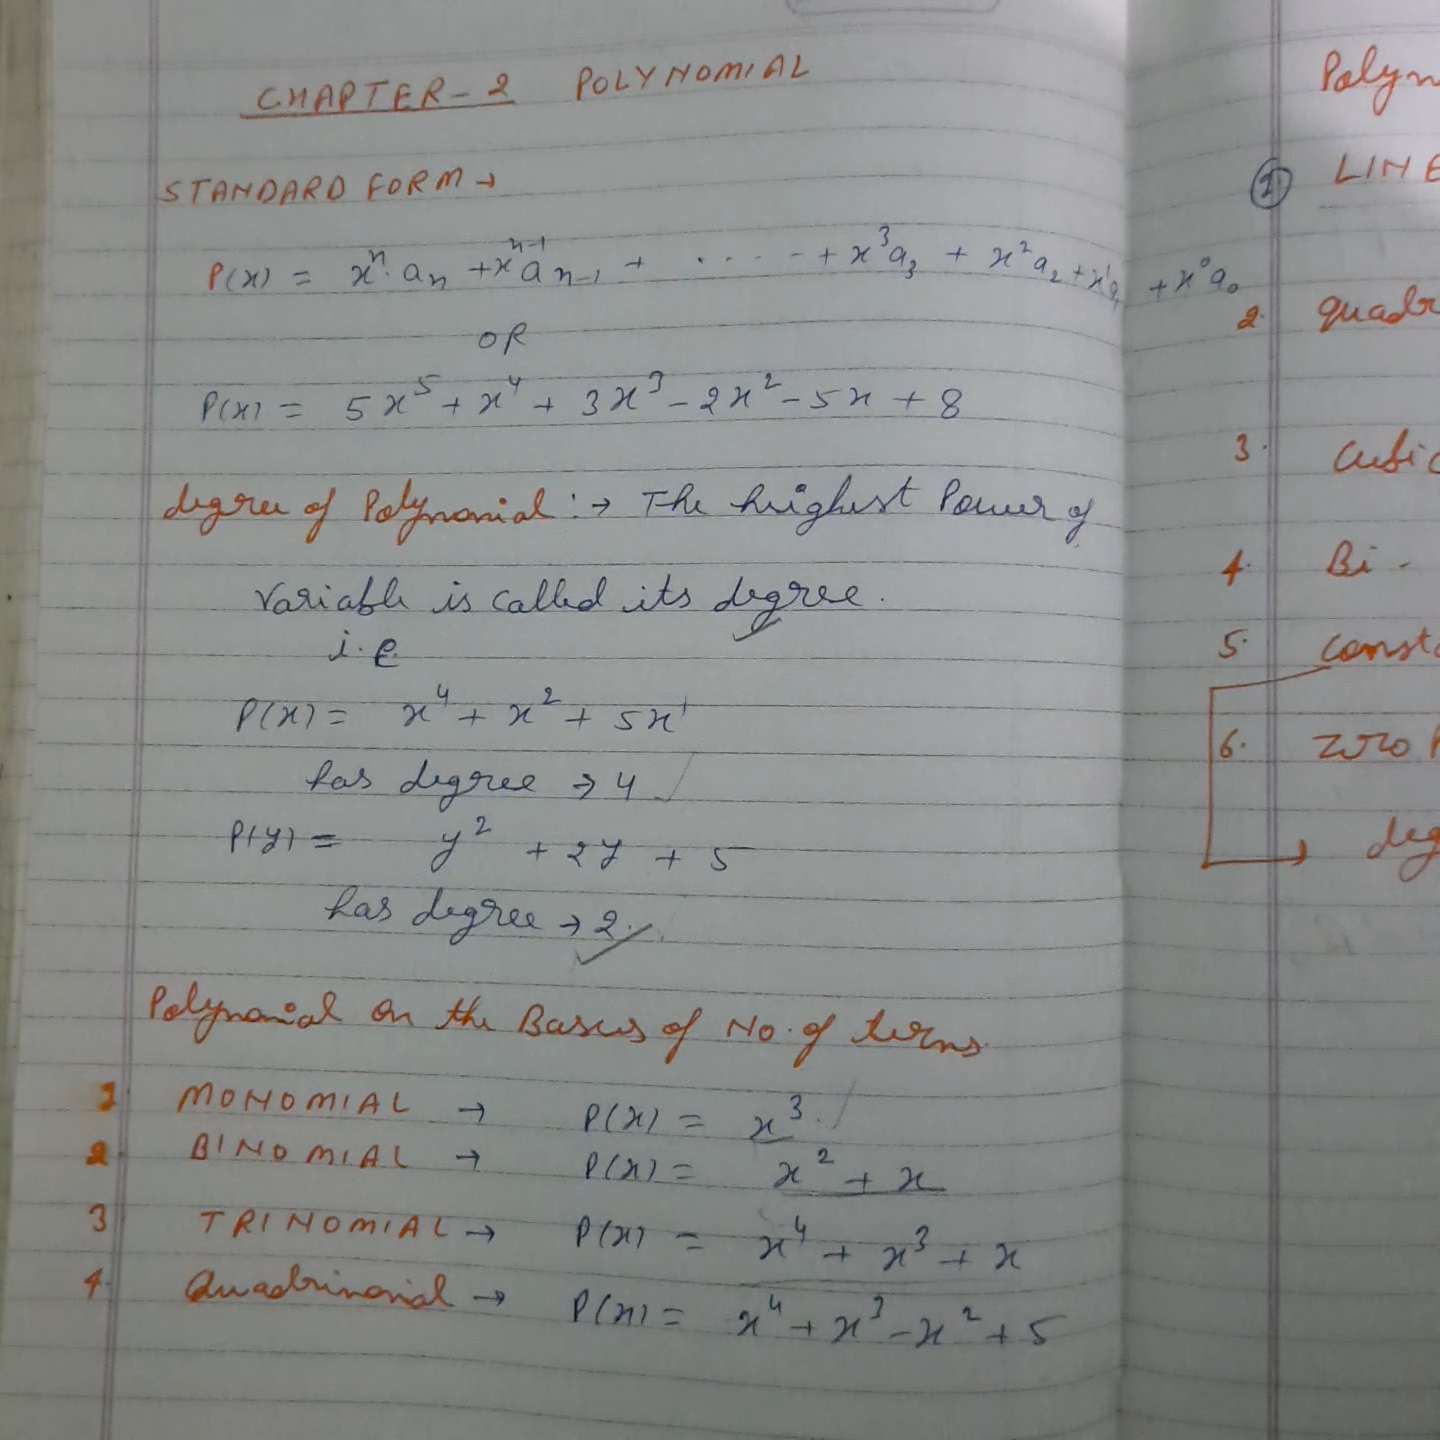 CHAPTER-2 POLYNOMIAL
STANDARD FORM →
P(x) = xⁿ. aₙ + xⁿ⁻¹aₙ₋₁ + ..... + x³a₃ + x²a₂ + x¹a₁ + x⁰a₀
OR
P(x) = 5x⁵ + x⁴ + 3x³ - 2x² - 5x + 8
degree of Polynomial :→ The highest Power of
variable is called its degree.
i.e
P(x) = x⁴ + x² + 5x¹
has degree → 4
P(y) = y² + 2y + 5
has degree → 2.
Polynomial on the Basis of No. of terms
1 MONOMIAL → P(x) = x³.
2 BINOMIAL → P(x) = x² + x
3 TRINOMIAL → P(x) = x⁴ + x³ + x
4. Quadrinomial → P(x) = x⁴ + x³ - x² + 5
Polyn
1 LINE
2. quadr
3. cubic
4. Bi-
5. consta
6. zero P
deg